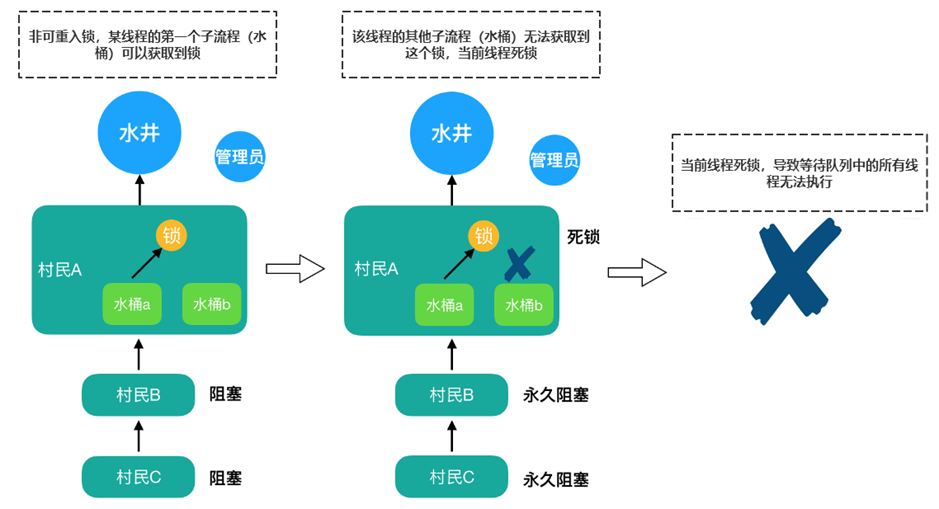 非可重入锁，某线程的第一个子流程（水
桶）可以获取到锁
水井
管理员
锁
村民A
水桶a
水桶b
村民B
阻塞
村民C
阻塞
该线程的其他子流程（水桶）无法获取到
这个锁，当前线程死锁
水井
管理员
锁
死锁
村民A
水桶a
水桶b
村民B
永久阻塞
村民C
永久阻塞
当前线程死锁，导致等待队列中的所有线
程无法执行